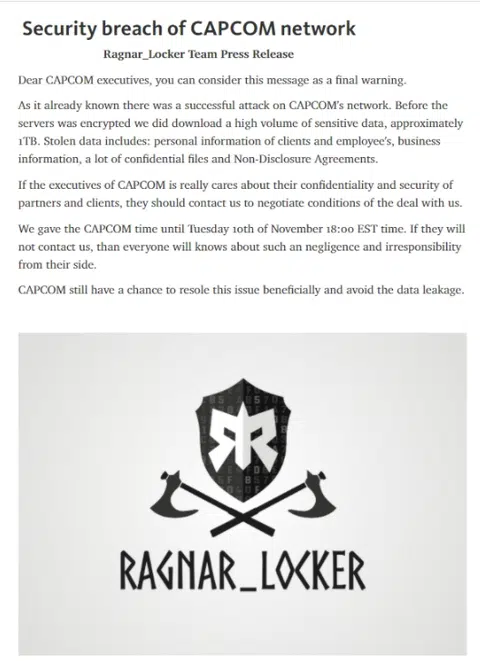 Security breach of CAPCOM network
Ragnar_Locker Team Press Release
Dear CAPCOM executives, you can consider this message as a final warning.
As it already known there was a successful attack on CAPCOM's network. Before the
servers was encrypted we did download a high volume of sensitive data, approximately
1TB. Stolen data includes: personal information of clients and employee's, business
information, a lot of confidential files and Non-Disclosure Agreements.
If the executives of CAPCOM is really cares about their confidentiality and security of
partners and clients, they should contact us to negotiate conditions of the deal with us.
We gave the CAPCOM time until Tuesday 10th of November 18:00 EST time. If they will
not contact us, than everyone will knows about such an negligence and irresponsibility
from their side.
CAPCOM still have a chance to resole this issue beneficially and avoid the data leakage.
RAGNAR_LOCKER